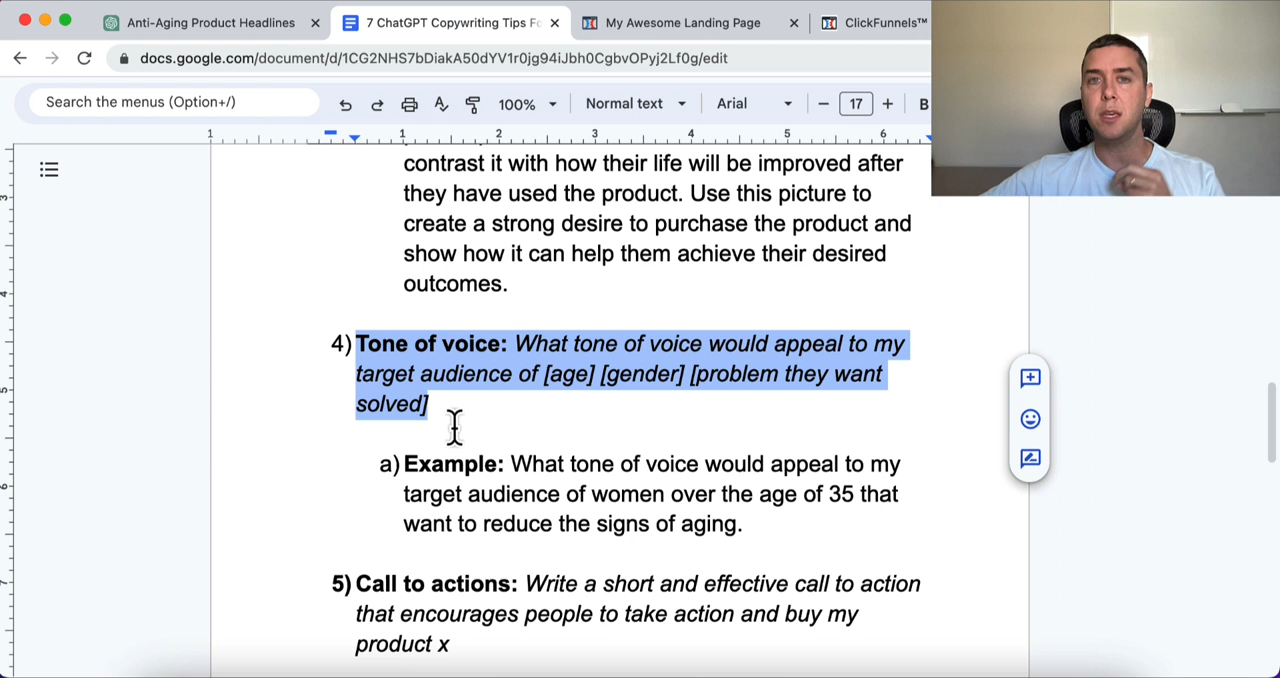 Anti-Aging Product Headlines
7 ChatGPT Copywriting Tips Fo
My Awesome Landing Page
ClickFunnels™
docs.google.com/document/d/1CG2NHS7bDiakA50dYV1r0jg94iJbh0CgbvOPyj2Lf0g/edit
Search the menus (Option+/)
100%
Normal text
Arial
17
B
1 1 2 3 4 5 6
contrast it with how their life will be improved after
they have used the product. Use this picture to
create a strong desire to purchase the product and
show how it can help them achieve their desired
outcomes.
4) Tone of voice: What tone of voice would appeal to my
target audience of [age] [gender] [problem they want
solved]
a) Example: What tone of voice would appeal to my
target audience of women over the age of 35 that
want to reduce the signs of aging.
5) Call to actions: Write a short and effective call to action
that encourages people to take action and buy my
product x
3
4
5
6
7